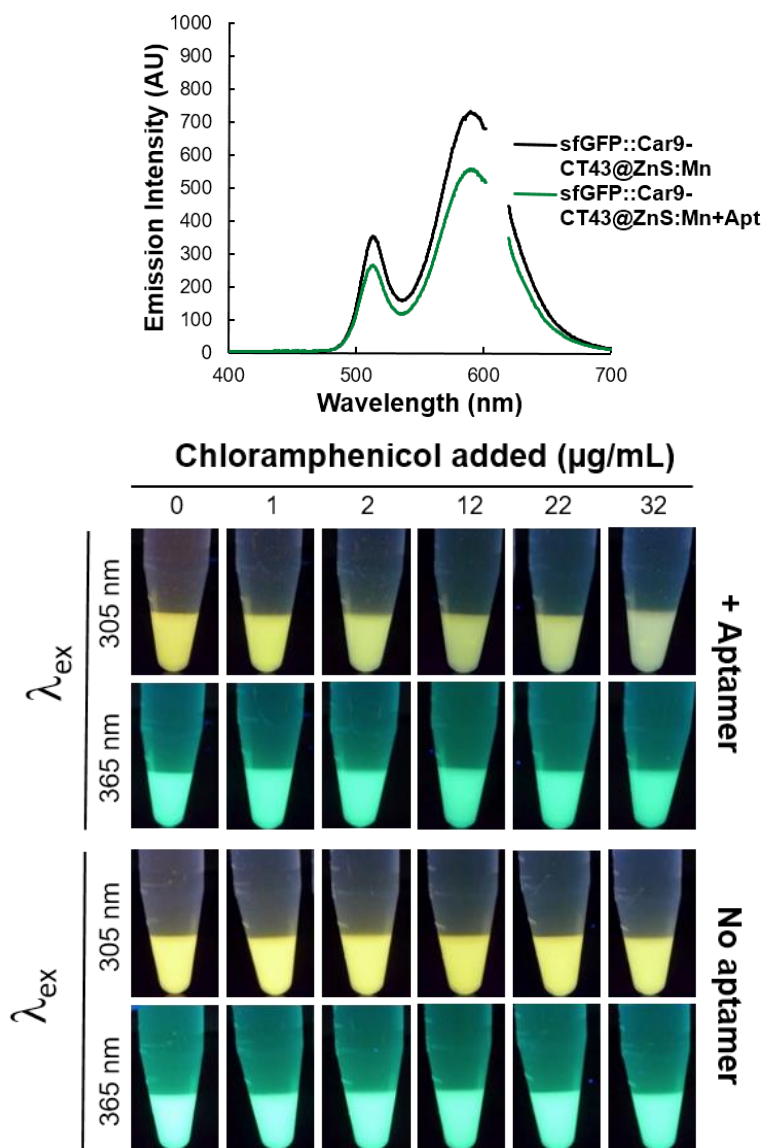 1000
900
800
700
600
500
400
300
200
100
0
Emission Intensity (AU)
400 500 600 700
Wavelength (nm)
sfGFP::Car9-
CT43@ZnS:Mn
sfGFP::Car9-
CT43@ZnS:Mn+Apt
Chloramphenicol added (µg/mL)
0 1 2 12 22 32
λex
305 nm
365 nm
+ Aptamer
λex
305 nm
365 nm
No aptamer